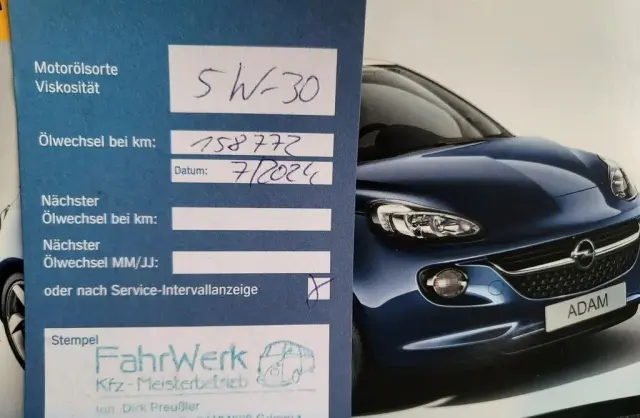 Motorölsorte
Viskosität
5W-30
Ölwechsel bei km:
158772
Datum: 7/2024
Nächster
Ölwechsel bei km:
Nächster
Ölwechsel MM/JJ:
oder nach Service-Intervallanzeige
Stempel
FahrWerk
Kfz-Meisterbetrieb
Inh. Dirk Preußler
ADAM